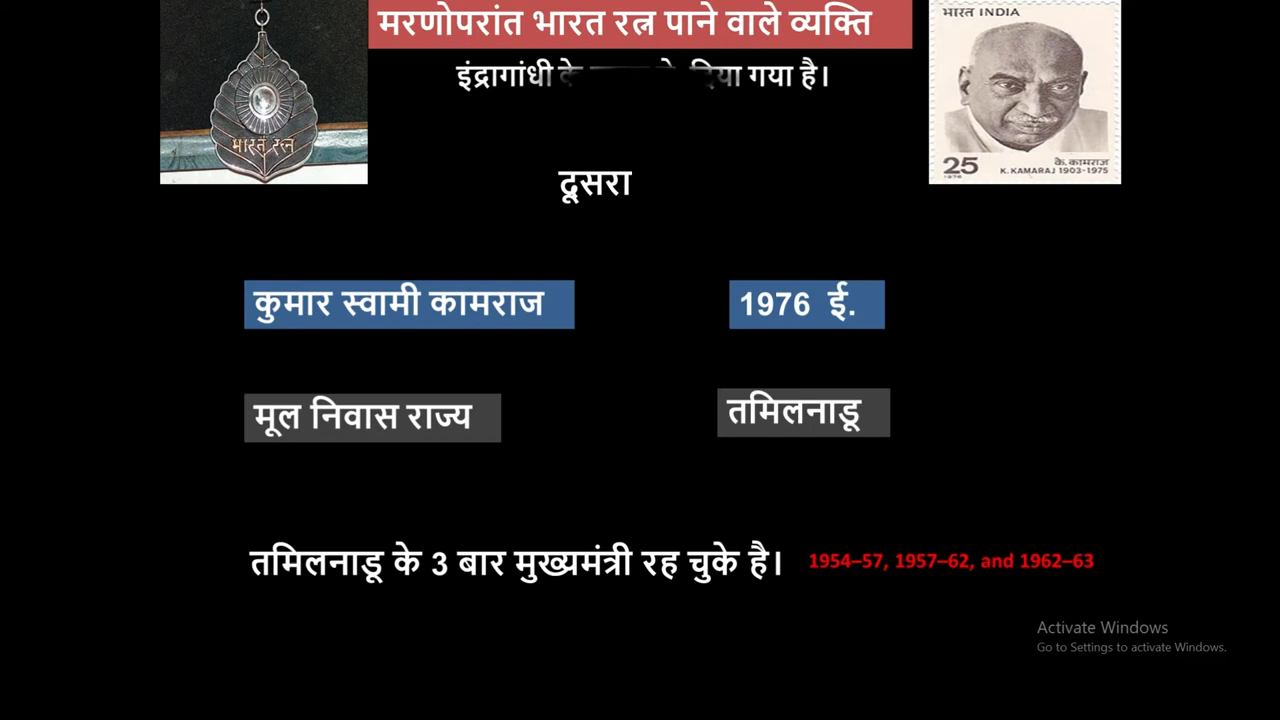 मरणोपरांत भारत रत्न पाने वाले व्यक्ति
भारत INDIA
इंद्रागांधी के दिया गया है।
भारत रत्न
25
1976
के. कामराज
K. KAMARAJ 1903-1975
दूसरा
कुमार स्वामी कामराज
1976 ई.
मूल निवास राज्य
तमिलनाडू
तमिलनाडू के 3 बार मुख्यमंत्री रह चुके है।
1954–57, 1957–62, and 1962–63
Activate Windows
Go to Settings to activate Windows.